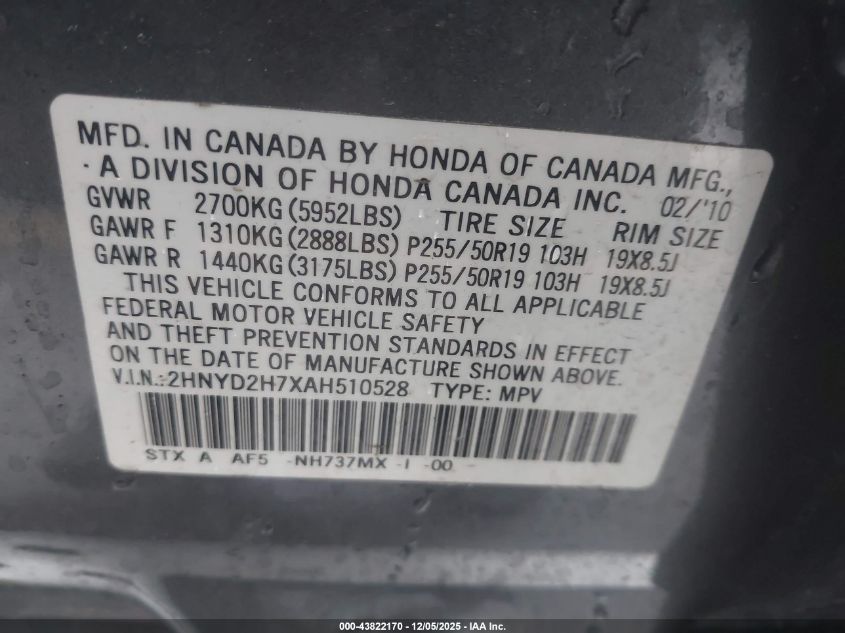 MFD. IN CANADA BY HONDA OF CANADA MFG.,
· A DIVISION OF HONDA CANADA INC. 02/'10
GVWR 2700KG (5952LBS) TIRE SIZE RIM SIZE
GAWR F 1310KG (2888LBS) P255/50R19 103H 19X8.5J
GAWR R 1440KG (3175LBS) P255/50R19 103H 19X8.5J
THIS VEHICLE CONFORMS TO ALL APPLICABLE
FEDERAL MOTOR VEHICLE SAFETY
AND THEFT PREVENTION STANDARDS IN EFFECT
ON THE DATE OF MANUFACTURE SHOWN ABOVE.
V.I.N.:2HNYD2H7XAH510528 TYPE: MPV
STX A AF5 -NH737MX -I -00
000-43822170 - 12/05/2025 - IAA Inc.